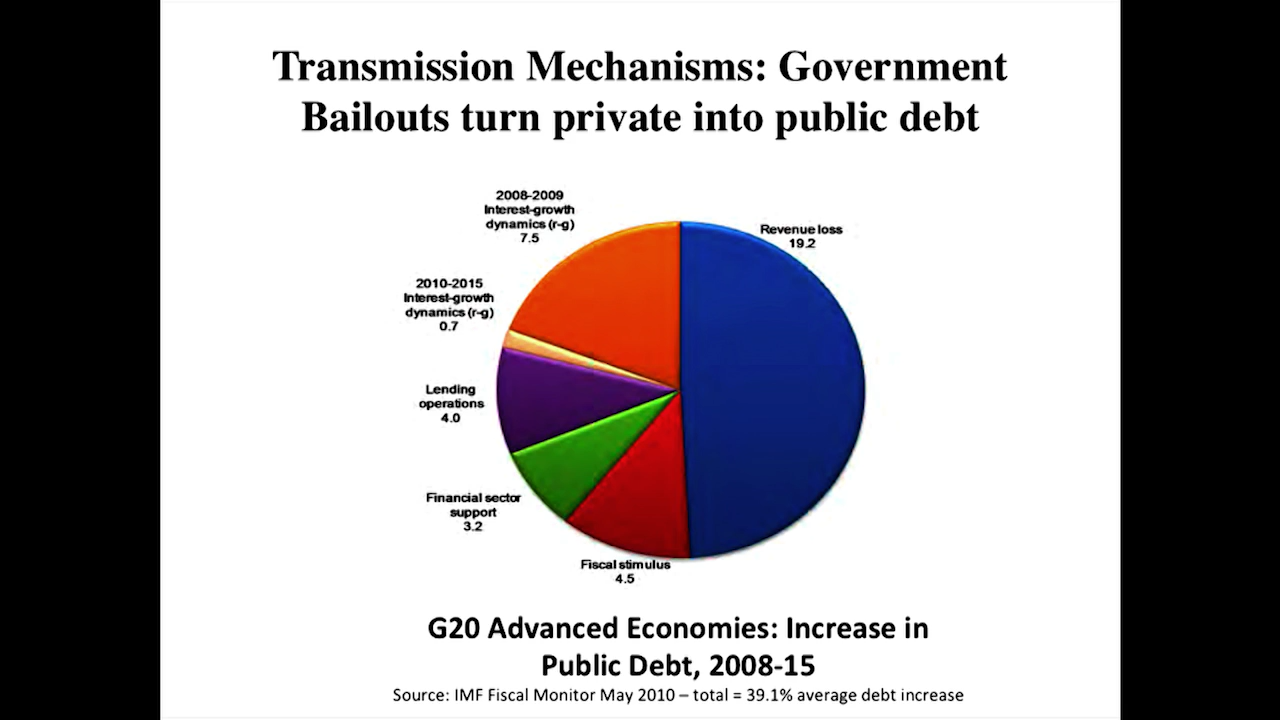 Transmission Mechanisms: Government
Bailouts turn private into public debt
2008-2009
Interest-growth
dynamics (r-g)
7.5
Revenue loss
19.2
2010-2015
Interest-growth
dynamics (r-g)
0.7
Lending
operations
4.0
Financial sector
support
3.2
Fiscal stimulus
4.5
G20 Advanced Economies: Increase in
Public Debt, 2008-15
Source: IMF Fiscal Monitor May 2010 – total = 39.1% average debt increase